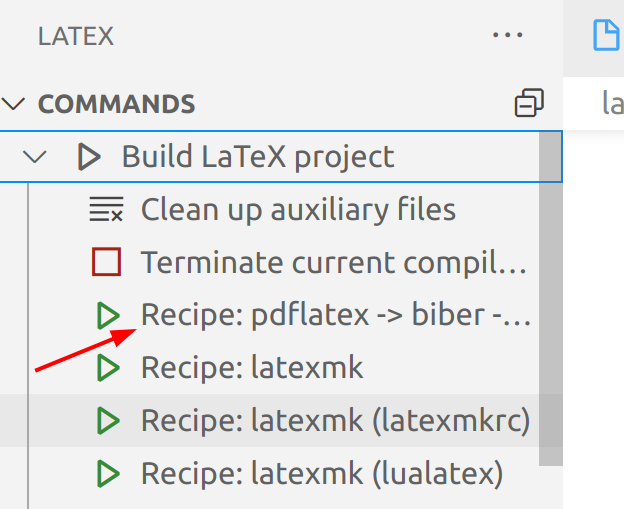 LATEX
...
COMMANDS
la
Build LaTeX project
Clean up auxiliary files
Terminate current compil...
Recipe: pdflatex -> biber -...
Recipe: latexmk
Recipe: latexmk (latexmkrc)
Recipe: latexmk (lualatex)